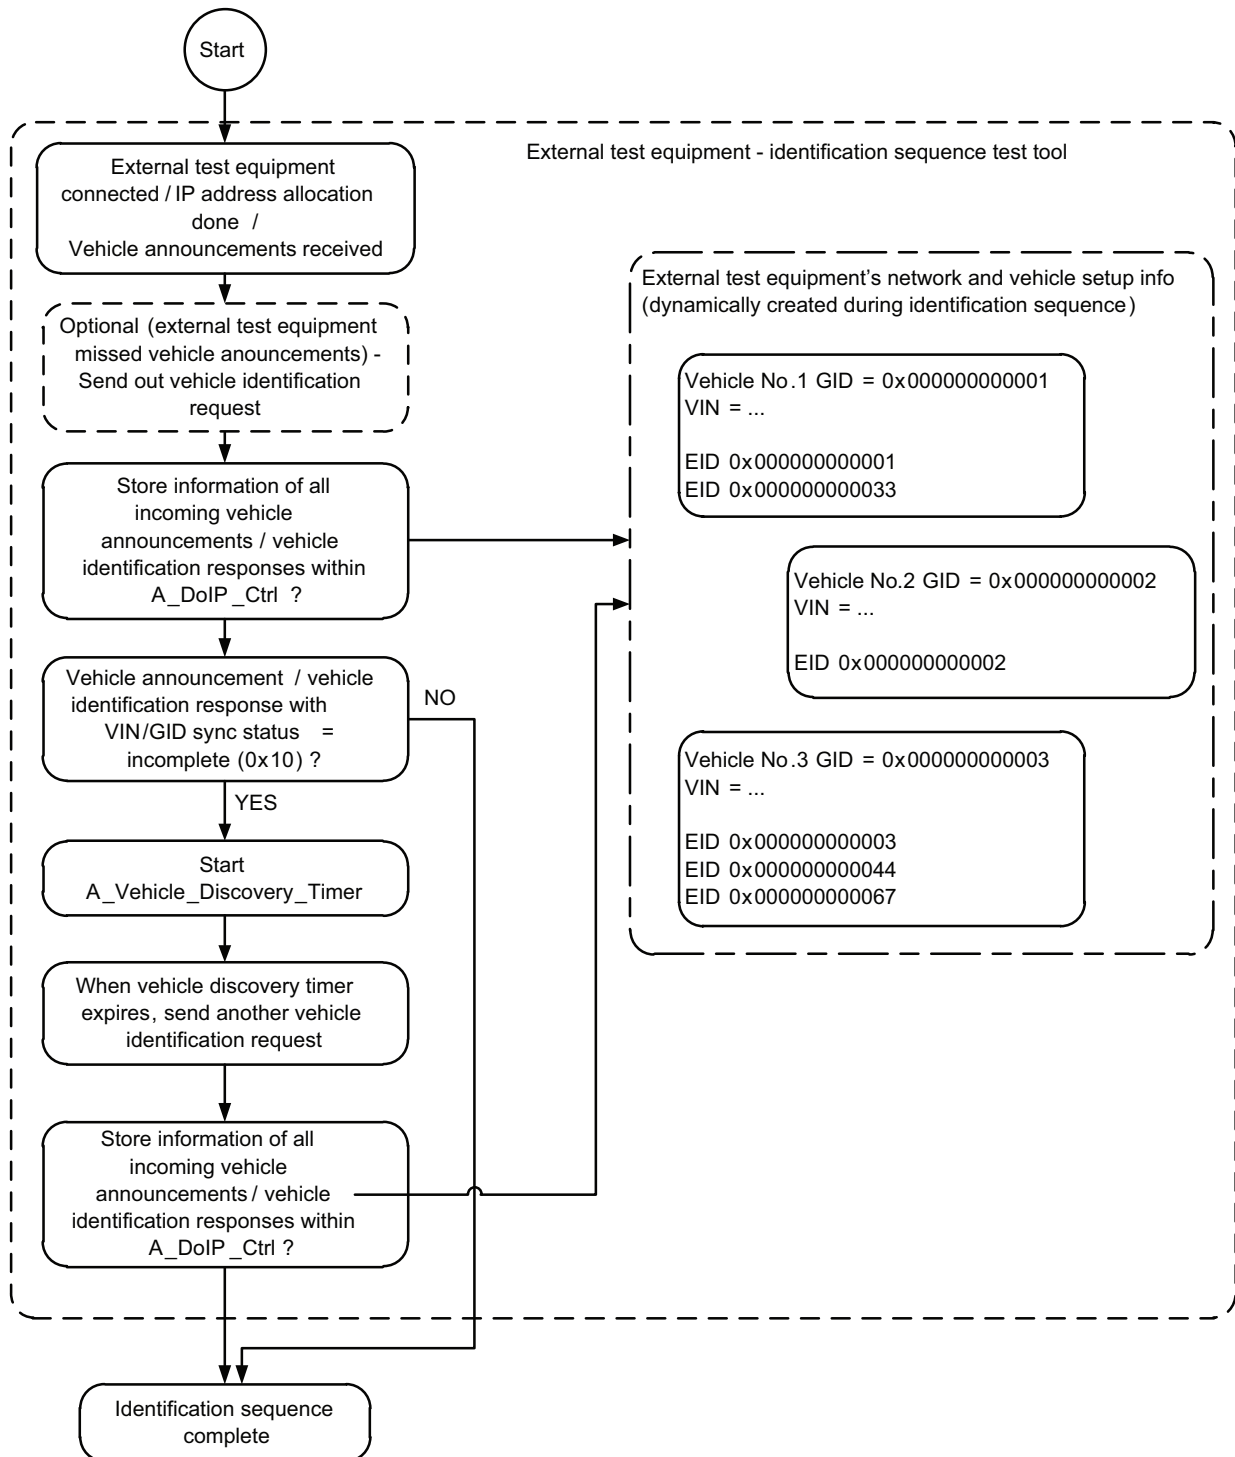 Start
External test equipment - identification sequence test tool
External test equipment
connected / IP address allocation
done /
Vehicle announcements received
Optional (external test equipment
missed vehicle anouncements) -
Send out vehicle identification
request
Store information of all
incoming vehicle
announcements / vehicle
identification responses within
A_DoIP_Ctrl ?
Vehicle announcement / vehicle
identification response with
VIN/GID sync status =
incomplete (0x10) ?
NO
YES
Start
A_Vehicle_Discovery_Timer
When vehicle discovery timer
expires, send another vehicle
identification request
Store information of all
incoming vehicle
announcements / vehicle
identification responses within
A_DoIP_Ctrl ?
Identification sequence
complete
External test equipment's network and vehicle setup info
(dynamically created during identification sequence)
Vehicle No.1 GID = 0x000000000001
VIN = ...
EID 0x000000000001
EID 0x000000000033
Vehicle No.2 GID = 0x000000000002
VIN = ...
EID 0x000000000002
Vehicle No.3 GID = 0x000000000003
VIN = ...
EID 0x000000000003
EID 0x000000000044
EID 0x000000000067